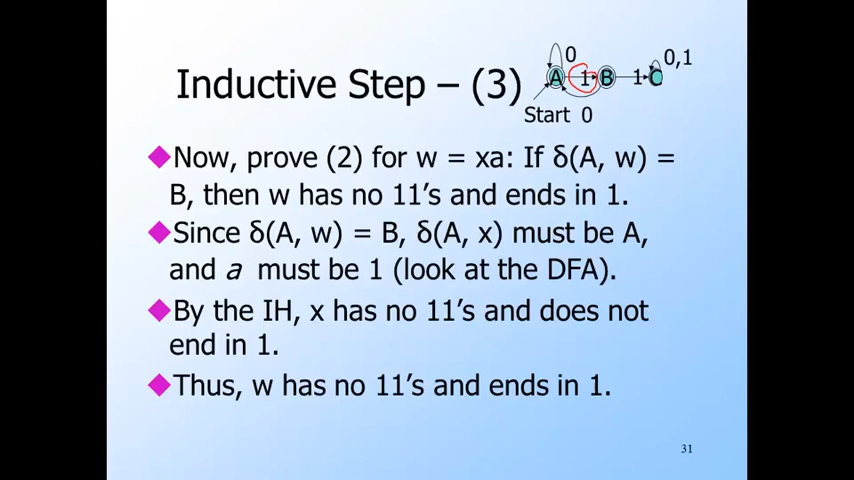 Inductive Step – (3)
0
0,1
A 1 B 1 C
Start 0
Now, prove (2) for w = xa: If δ(A, w) =
B, then w has no 11's and ends in 1.
Since δ(A, w) = B, δ(A, x) must be A,
and a must be 1 (look at the DFA).
By the IH, x has no 11's and does not
end in 1.
Thus, w has no 11's and ends in 1.
31